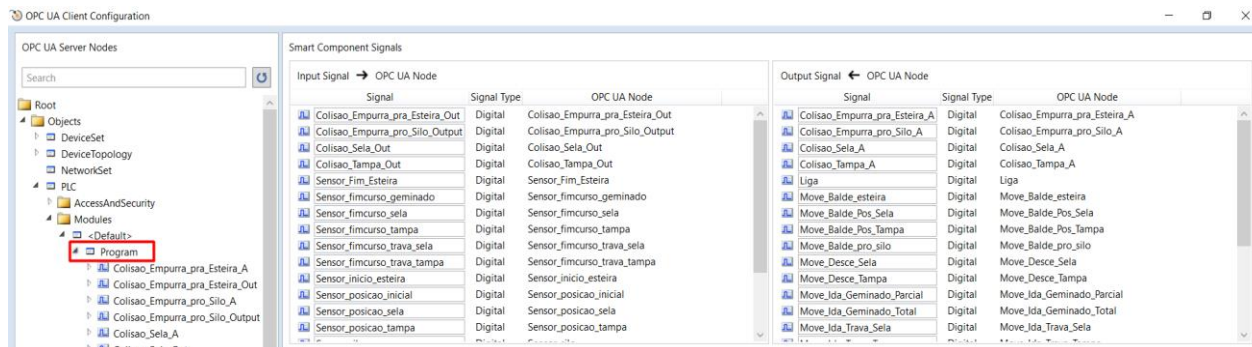 OPC UA Client Configuration
OPC UA Server Nodes
Search
Root
Objects
DeviceSet
DeviceTopology
NetworkSet
PLC
AccessAndSecurity
Modules
<Default>
Program
Colisao_Empurra_pra_Esteira_A
Colisao_Empurra_pra_Esteira_Out
Colisao_Empurra_pro_Silo_A
Colisao_Empurra_pro_Silo_Output
Colisao_Sela_A
Smart Component Signals
Input Signal → OPC UA Node
Signal Signal Type OPC UA Node
Colisao_Empurra_pra_Esteira_Out Digital Colisao_Empurra_pra_Esteira_Out
Colisao_Empurra_pro_Silo_Output Digital Colisao_Empurra_pro_Silo_Output
Colisao_Sela_Out Digital Colisao_Sela_Out
Colisao_Tampa_Out Digital Colisao_Tampa_Out
Sensor_Fim_Esteira Digital Sensor_Fim_Esteira
Sensor_fimcurso_geminado Digital Sensor_fimcurso_geminado
Sensor_fimcurso_sela Digital Sensor_fimcurso_sela
Sensor_fimcurso_tampa Digital Sensor_fimcurso_tampa
Sensor_fimcurso_trava_sela Digital Sensor_fimcurso_trava_sela
Sensor_fimcurso_trava_tampa Digital Sensor_fimcurso_trava_tampa
Sensor_inicio_esteira Digital Sensor_inicio_esteira
Sensor_posicao_inicial Digital Sensor_posicao_inicial
Sensor_posicao_sela Digital Sensor_posicao_sela
Sensor_posicao_tampa Digital Sensor_posicao_tampa
Output Signal ← OPC UA Node
Signal Signal Type OPC UA Node
Colisao_Empurra_pra_Esteira_A Digital Colisao_Empurra_pra_Esteira_A
Colisao_Empurra_pro_Silo_A Digital Colisao_Empurra_pro_Silo_A
Colisao_Sela_A Digital Colisao_Sela_A
Colisao_Tampa_A Digital Colisao_Tampa_A
Liga Digital Liga
Move_Balde_esteira Digital Move_Balde_esteira
Move_Balde_Pos_Sela Digital Move_Balde_Pos_Sela
Move_Balde_Pos_Tampa Digital Move_Balde_Pos_Tampa
Move_Balde_pro_silo Digital Move_Balde_pro_silo
Move_Desce_Sela Digital Move_Desce_Sela
Move_Desce_Tampa Digital Move_Desce_Tampa
Move_Ida_Geminado_Parcial Digital Move_Ida_Geminado_Parcial
Move_Ida_Geminado_Total Digital Move_Ida_Geminado_Total
Move_Ida_Trava_Sela Digital Move_Ida_Trava_Sela